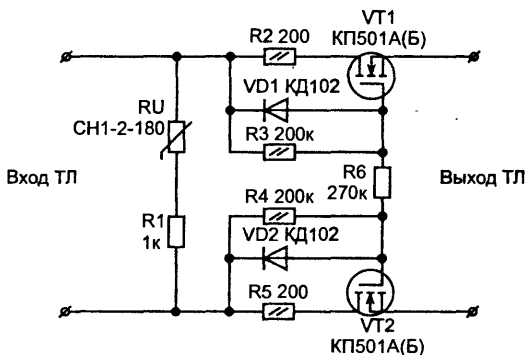 VT1
R2 200
КП501А(Б)
VD1 КД102
RU
СН1-2-180
R3 200к
Вход ТЛ
R6
270к
Выход ТЛ
R4 200к
R1
1к
VD2 КД102
R5 200
VT2
КП501А(Б)